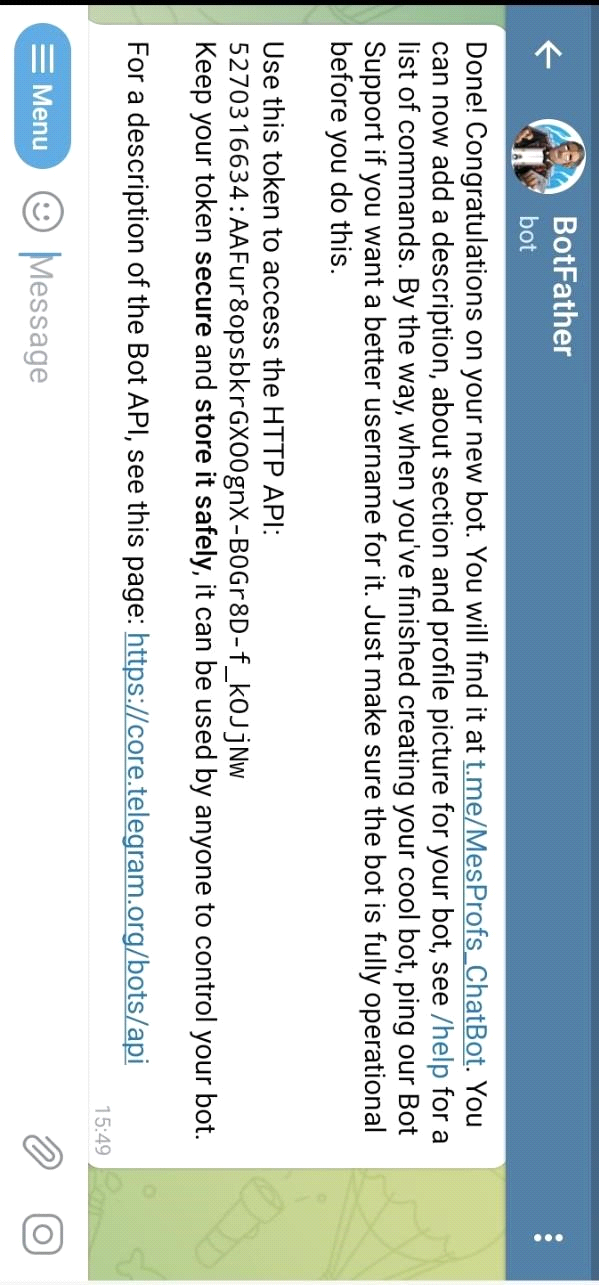 BotFather
bot
Done! Congratulations on your new bot. You will find it at t.me/MesProfs_ChatBot. You
can now add a description, about section and profile picture for your bot, see /help for a
list of commands. By the way, when you've finished creating your cool bot, ping our Bot
Support if you want a better username for it. Just make sure the bot is fully operational
before you do this.
Use this token to access the HTTP API:
5270316634:AAFur8opsbkrGXO0gnX-B0Gr8D-f_kOJjNw
Keep your token secure and store it safely, it can be used by anyone to control your bot.
For a description of the Bot API, see this page: https://core.telegram.org/bots/api
15:49
Menu
Message